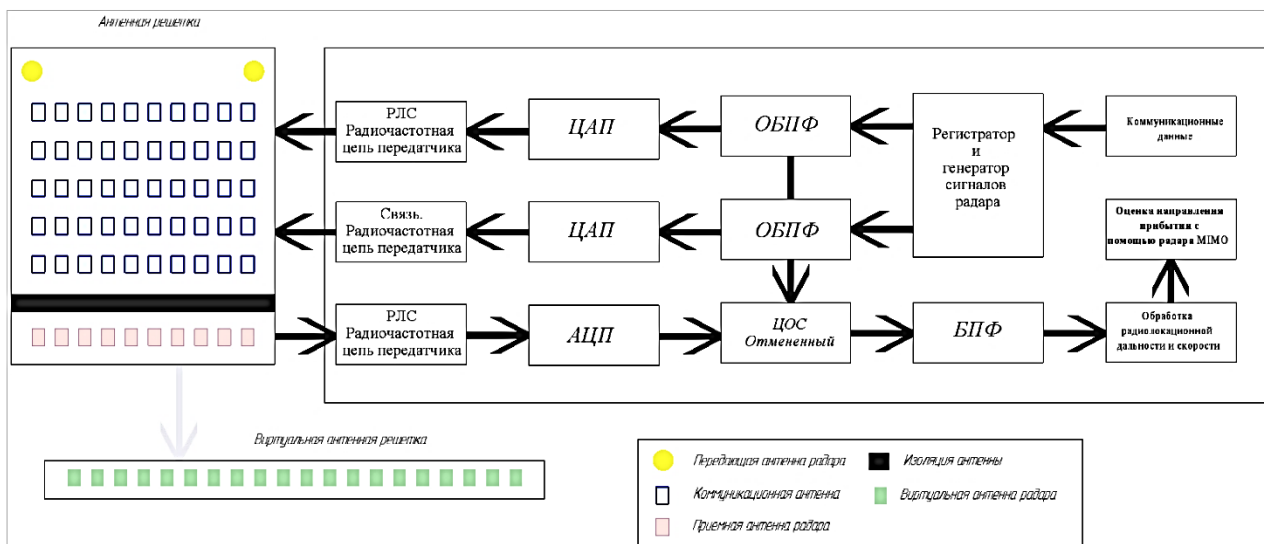 Антенная решетка
РЛС
Радиочастотная
цепь передатчика
ЦАП
ОБПФ
Регистратор
и
генератор
сигналов
радара
Коммуникационные
данные
Связь.
Радиочастотная
цепь передатчика
ЦАП
ОБПФ
Оценка направления
прибытия с
помощью радара MIMO
РЛС
Радиочастотная
цепь передатчика
АЦП
ЦОС
Отмененный
БПФ
Обработка
радиолокационной
дальности и скорости
Виртуальная антенная решетка
Передающая антенна радара
Изоляция антенны
Коммуникационная антенна
Виртуальная антенна радара
Приемная антенна радара